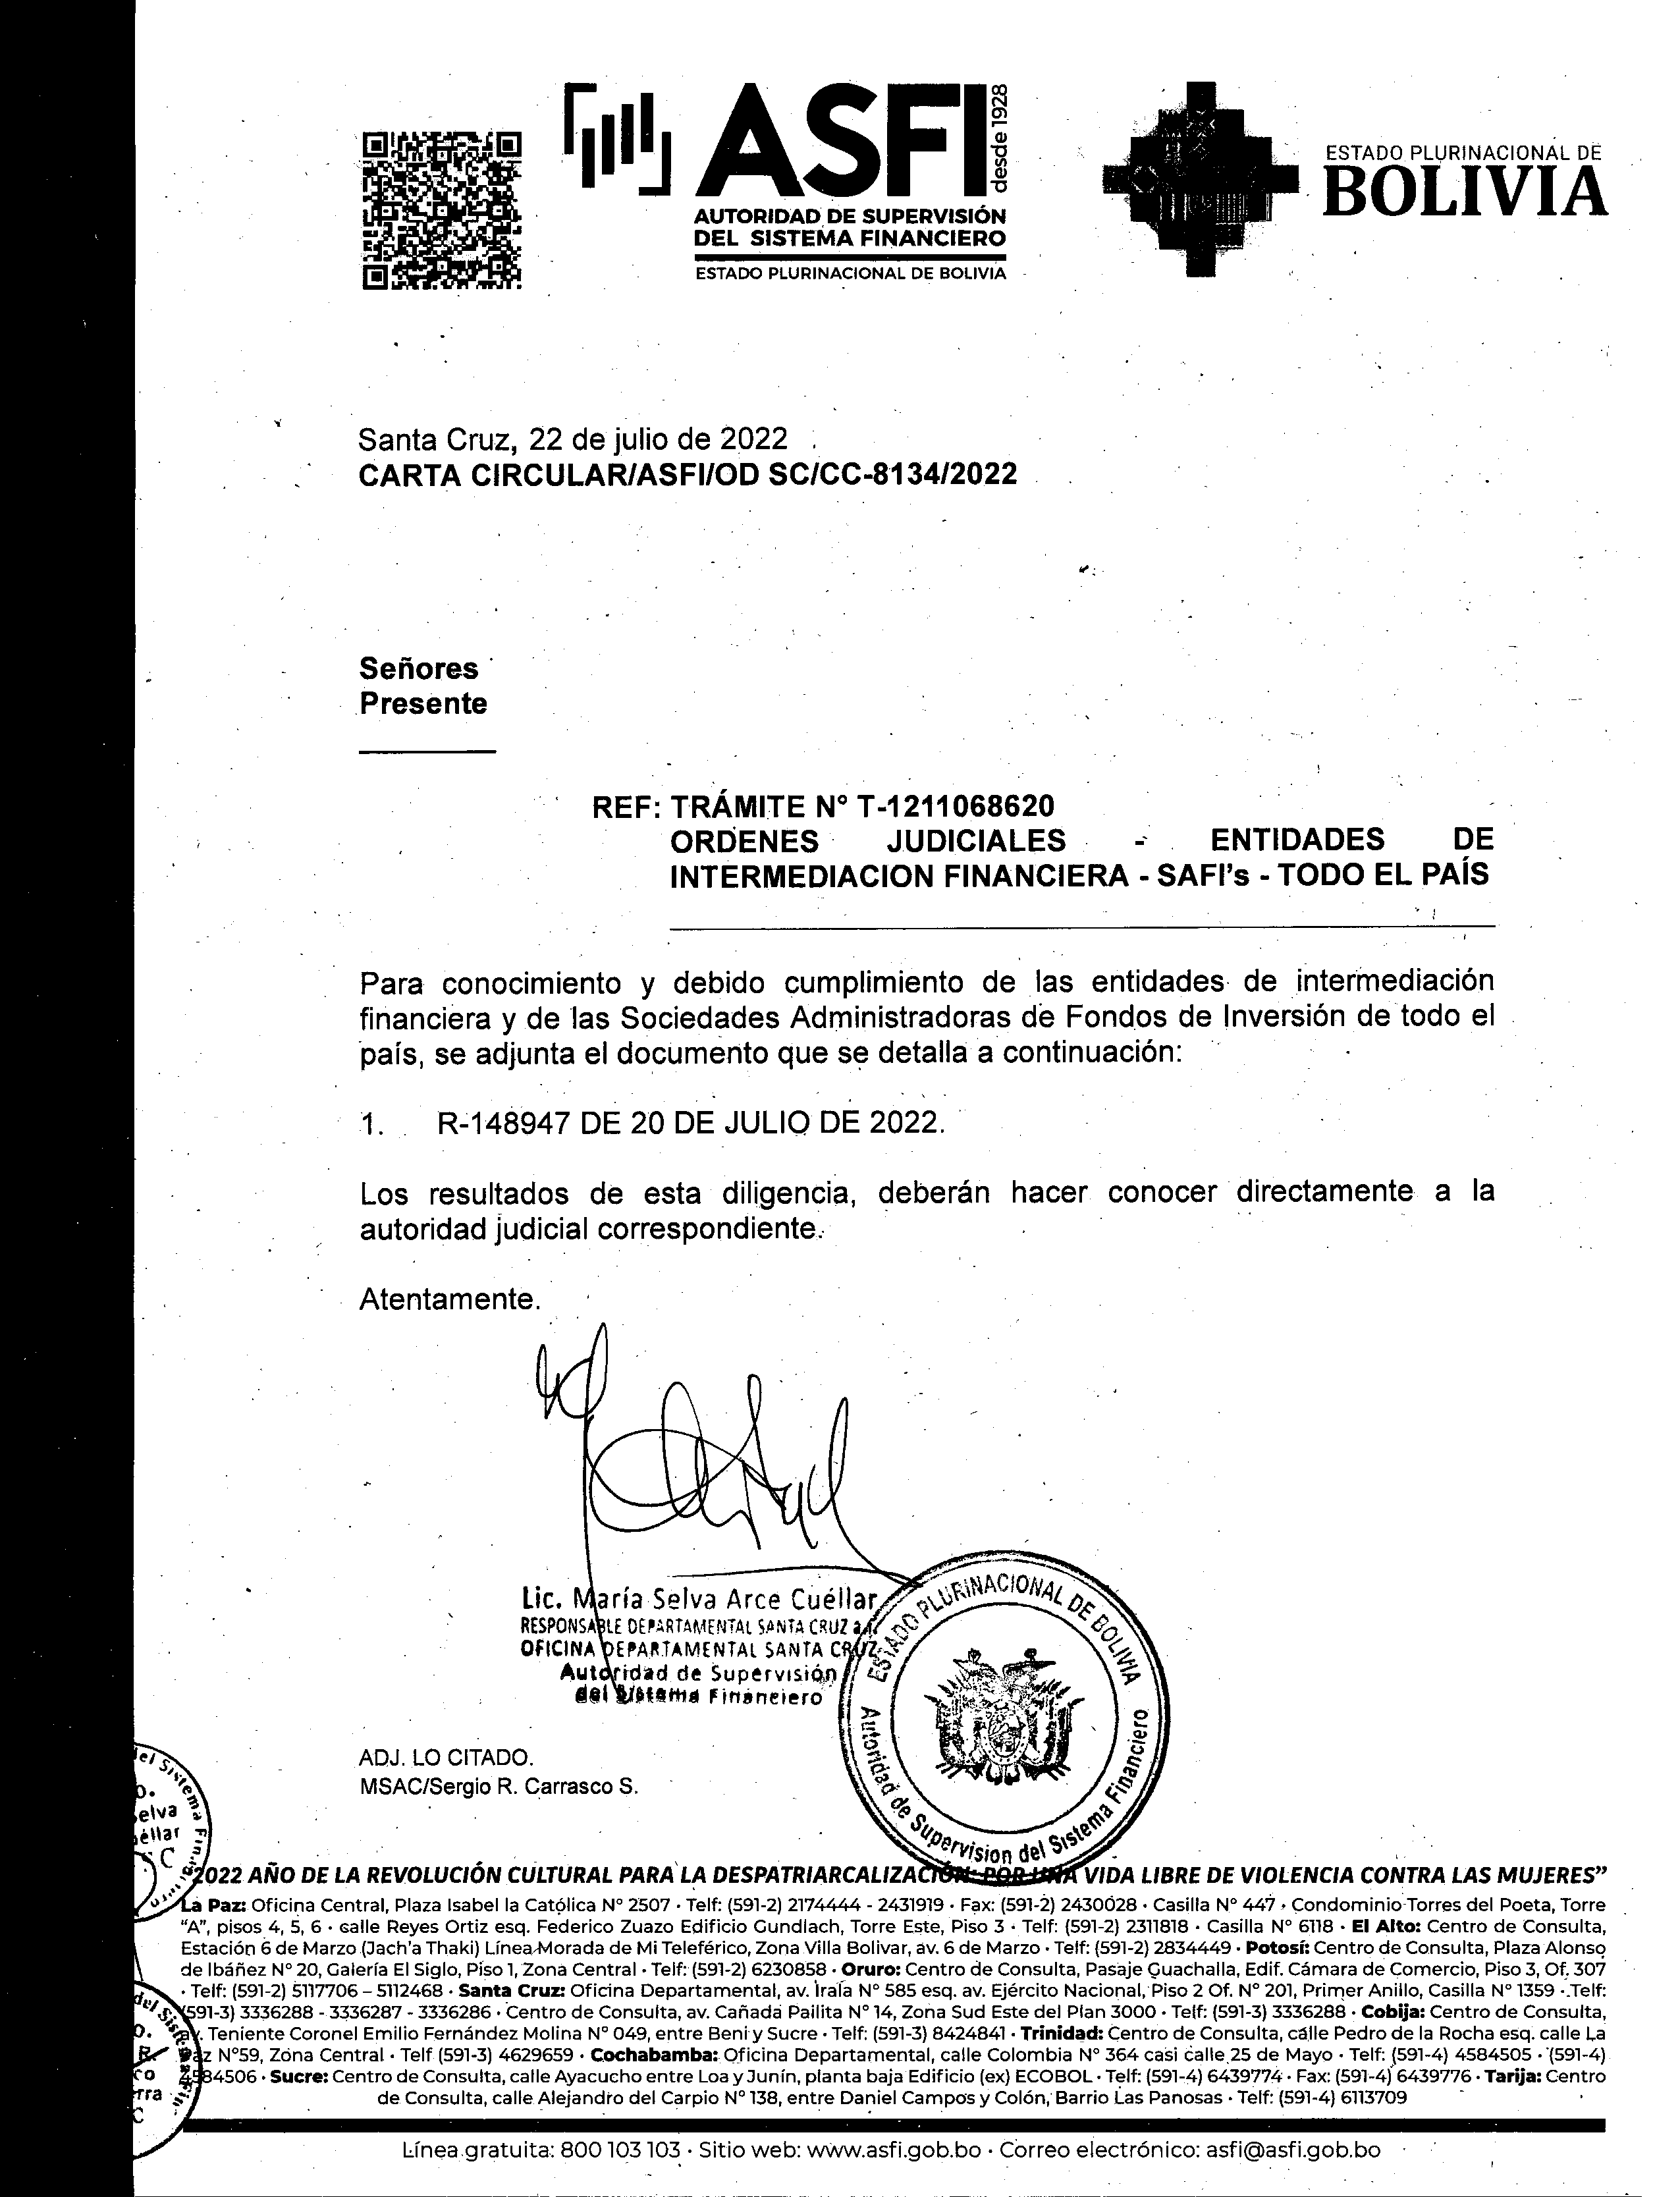 ASFI
desde 1928
AUTORIDAD DE SUPERVISIÓN
DEL SISTEMA FINANCIERO
ESTADO PLURINACIONAL DE BOLIVIA
ESTADO PLURINACIONAL DE
BOLIVIA
Santa Cruz, 22 de julio de 2022
CARTA CIRCULAR/ASFI/OD SC/CC-8134/2022
Señores
Presente
REF: TRÁMITE N° T-1211068620
ORDENES JUDICIALES - ENTIDADES DE
INTERMEDIACION FINANCIERA - SAFI's - TODO EL PAÍS
Para conocimiento y debido cumplimiento de las entidades de intermediación
financiera y de las Sociedades Administradoras de Fondos de Inversión de todo el
país, se adjunta el documento que se detalla a continuación:
1. R-148947 DE 20 DE JULIO DE 2022.
Los resultados de esta diligencia, deberán hacer conocer directamente a la
autoridad judicial correspondiente.
Atentamente.
Lic. María Selva Arce Cuéllar
RESPONSABLE DEPARTAMENTAL SANTA CRUZ a.i.
OFICINA DEPARTAMENTAL SANTA CRUZ
Autoridad de Supervisión
del Sistema Financiero
ESTADO PLURINACIONAL DE BOLIVIA
Autoridad de Supervision del Sistema Financiero
ADJ. LO CITADO.
MSAC/Sergio R. Carrasco S.
2022 AÑO DE LA REVOLUCIÓN CULTURAL PARA LA DESPATRIARCALIZACIÓN: POR UNA VIDA LIBRE DE VIOLENCIA CONTRA LAS MUJERES”
La Paz: Oficina Central, Plaza Isabel la Católica N° 2507 · Telf: (591-2) 2174444 - 2431919 · Fax: (591-2) 2430028 · Casilla N° 447 · Condominio Torres del Poeta, Torre
“A”, pisos 4, 5, 6 · calle Reyes Ortiz esq. Federico Zuazo Edificio Gundlach, Torre Este, Piso 3 · Telf: (591-2) 2311818 · Casilla N° 6118 · El Alto: Centro de Consulta,
Estación 6 de Marzo (Jach'a Thaki) Línea Morada de Mi Teleférico, Zona Villa Bolivar, av. 6 de Marzo · Telf: (591-2) 2834449 · Potosí: Centro de Consulta, Plaza Alonso
de Ibáñez N° 20, Galería El Siglo, Piso 1, Zona Central · Telf: (591-2) 6230858 · Oruro: Centro de Consulta, Pasaje Guachalla, Edif. Cámara de Comercio, Piso 3, Of. 307
· Telf: (591-2) 5117706 – 5112468 · Santa Cruz: Oficina Departamental, av. Irala N° 585 esq. av. Ejército Nacional, Piso 2 Of. N° 201, Primer Anillo, Casilla N° 1359 · Telf:
(591-3) 3336288 - 3336287 - 3336286 · Centro de Consulta, av. Cañada Pailita N° 14, Zona Sud Este del Plan 3000 · Telf: (591-3) 3336288 · Cobija: Centro de Consulta,
av. Teniente Coronel Emilio Fernández Molina N° 049, entre Beni y Sucre · Telf: (591-3) 8424841 · Trinidad: Centro de Consulta, calle Pedro de la Rocha esq. calle La
Paz N°59, Zona Central · Telf (591-3) 4629659 · Cochabamba: Oficina Departamental, calle Colombia N° 364 casi calle 25 de Mayo · Telf: (591-4) 4584505 · (591-4)
4584506 · Sucre: Centro de Consulta, calle Ayacucho entre Loa y Junín, planta baja Edificio (ex) ECOBOL · Telf: (591-4) 6439774 · Fax: (591-4) 6439776 · Tarija: Centro
de Consulta, calle Alejandro del Carpio N° 138, entre Daniel Campos y Colón, Barrio Las Panosas · Telf: (591-4) 6113709
Línea gratuita: 800 103 103 · Sitio web: www.asfi.gob.bo · Correo electrónico: asfi@asfi.gob.bo